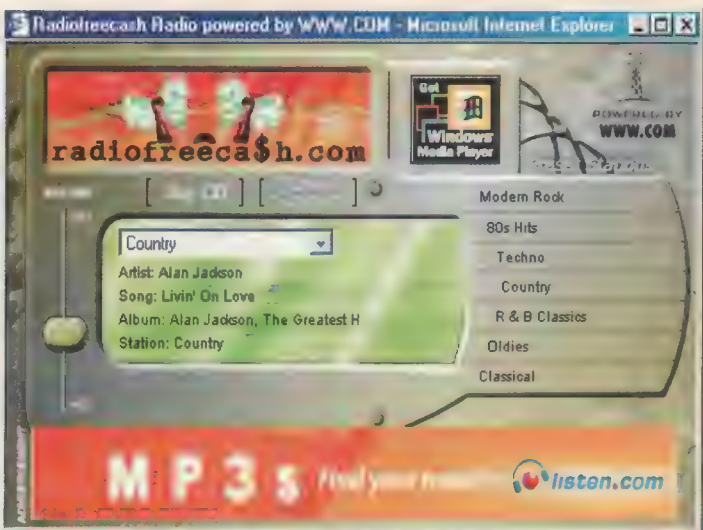 Radiofreecash Radio powered by WWW.COM - Microsoft Internet Explorer
radiofreeca$h.com
Get
Windows
Media Player
POWERED BY
WWW.COM
Modern Rock
80s Hits
Techno
Country
R & B Classics
Oldies
Classical
Country
Artist: Alan Jackson
Song: Livin' On Love
Album: Alan Jackson, The Greatest H
Station: Country
MP3s Find your
listen.com